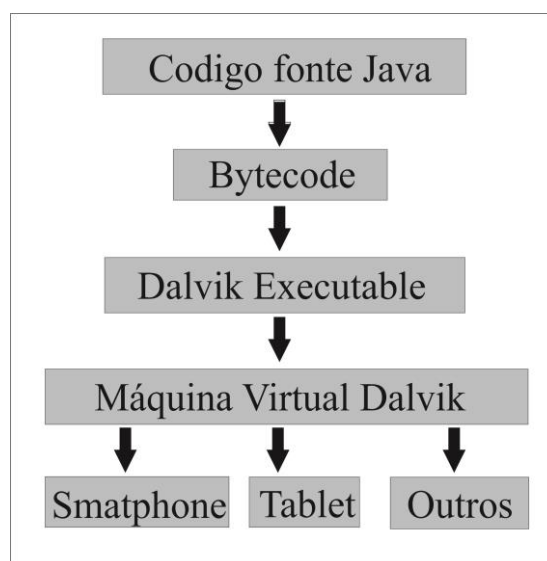 Codigo fonte Java
Bytecode
Dalvik Executable
Máquina Virtual Dalvik
Smatphone Tablet Outros